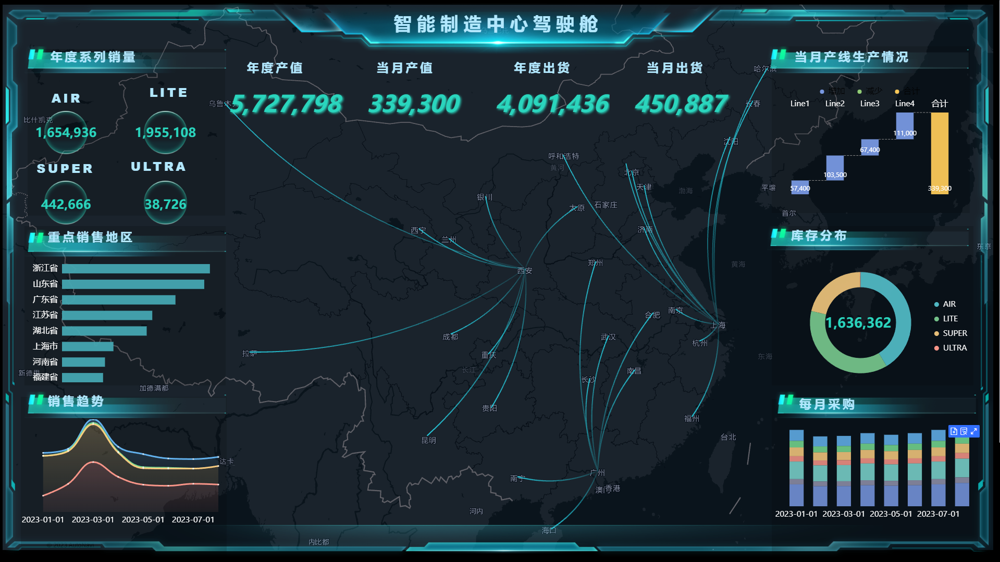 智能制造中心驾驶舱
年度系列销量
AIR
LITE
1,654,936
1,955,108
SUPER
ULTRA
442,666
38,726
重点销售地区
浙江省
山东省
广东省
江苏省
湖北省
上海市
河南省
福建省
销售趋势
2023-01-01 2023-03-01 2023-05-01 2023-07-01
年度产值
当月产值
年度出货
当月出货
5,727,798
339,300
4,091,436
450,887
哈尔滨
长春
比什凯克
沈阳
呼和浩特
黄河
北京
天津
渤海
平壤
银川
石家庄
太原
首尔
西宁
济南
兰州
东京
郑州
黄海
西安
南京
合肥
上海
成都
武汉
杭州
拉萨
重庆
东海
长江
南昌
长沙
加德满都
贵阳
福州
台北
昆明
达卡
广州
南宁
澳门
香港
河内
海口
内比都
当月产线生产情况
增加 减少 合计
Line1 Line2 Line3 Line4 合计
111,000
67,400
103,500
57,400
339,300
库存分布
1,636,362
AIR
LITE
SUPER
ULTRA
每月采购
2023-01-01 2023-03-01 2023-05-01 2023-07-01